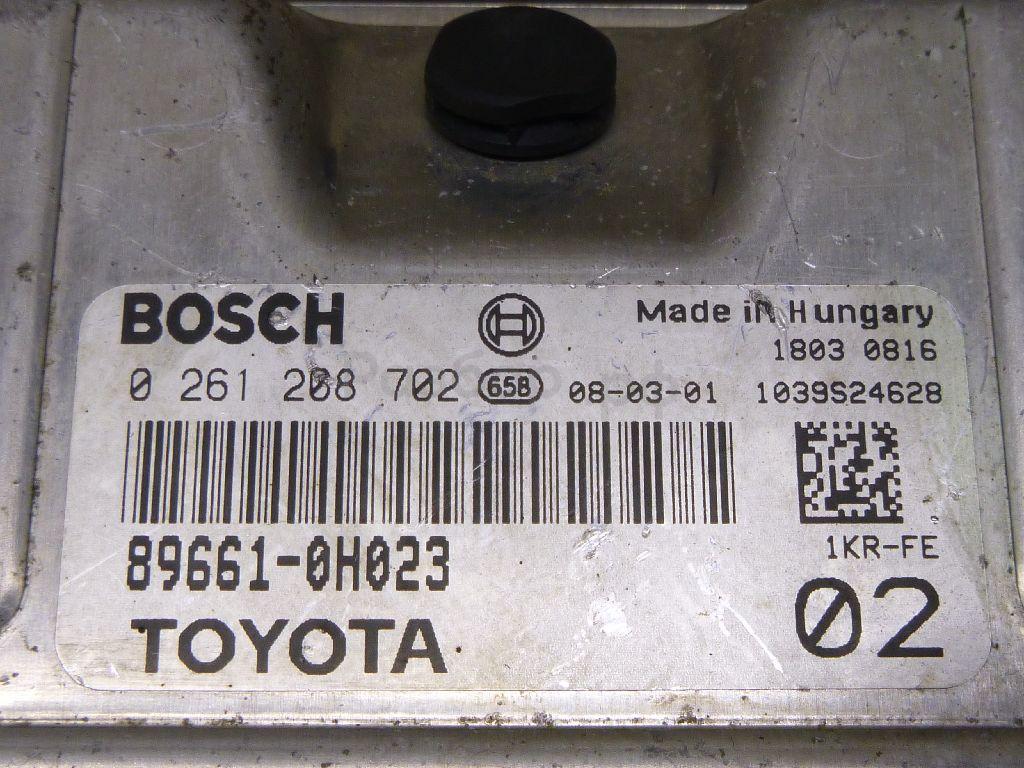 BOSCH Made in Hungary
1803 0816
0 261 208 702 65B 08-03-01 1039S24628
89661-0H023 1KR-FE
TOYOTA 02